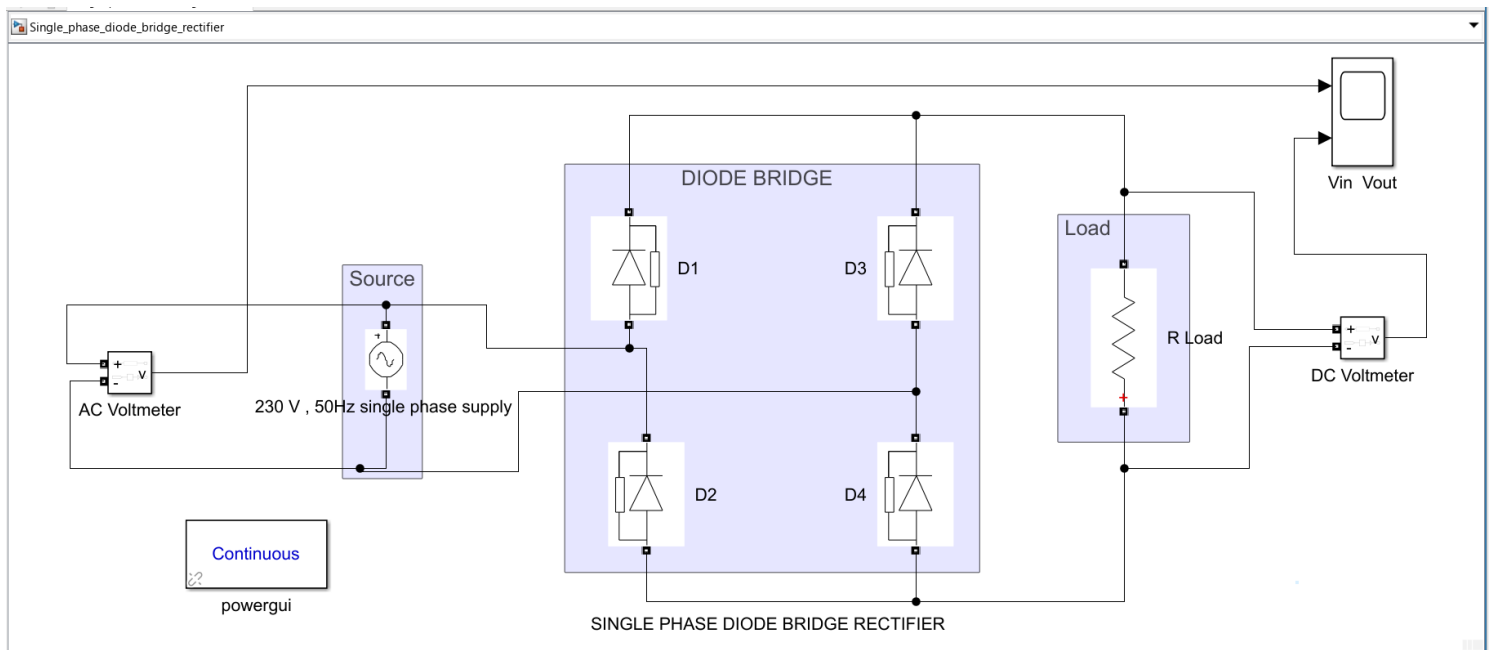 Single_phase_diode_bridge_rectifier
Vin Vout
DIODE BRIDGE
Source
D1
D3
Load
R Load
+
-
v
DC Voltmeter
+
-
v
AC Voltmeter
+
230 V , 50Hz single phase supply
+
D2
D4
Continuous
powergui
SINGLE PHASE DIODE BRIDGE RECTIFIER